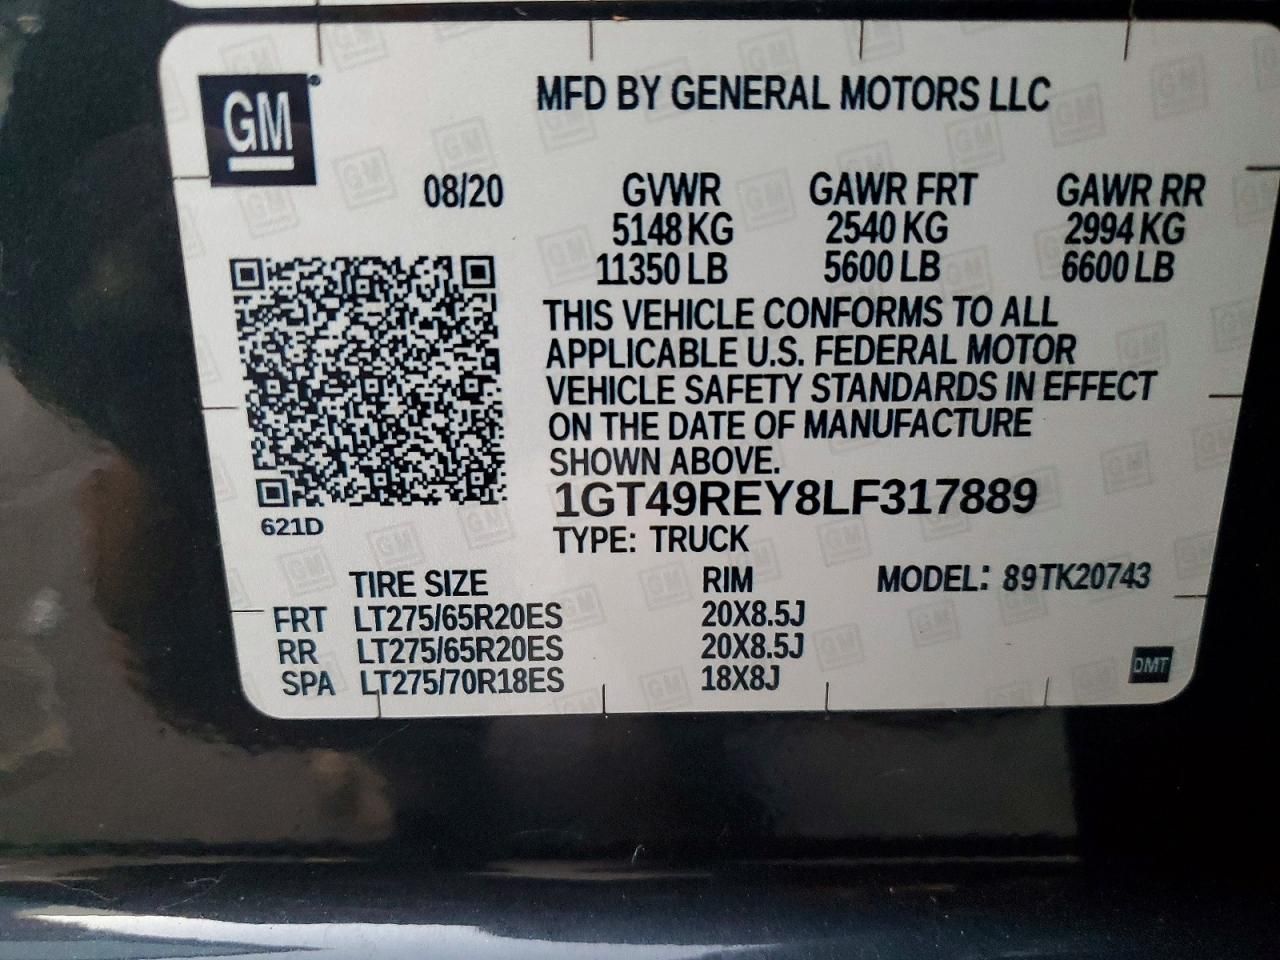 GM
MFD BY GENERAL MOTORS LLC
08/20 GVWR GAWR FRT GAWR RR
5148 KG 2540 KG 2994 KG
11350 LB 5600 LB 6600 LB
THIS VEHICLE CONFORMS TO ALL
APPLICABLE U.S. FEDERAL MOTOR
VEHICLE SAFETY STANDARDS IN EFFECT
ON THE DATE OF MANUFACTURE
SHOWN ABOVE.
1GT49REY8LF317889
621D
TYPE: TRUCK
TIRE SIZE RIM MODEL: 89TK20743
FRT LT275/65R20ES 20X8.5J
RR LT275/65R20ES 20X8.5J
SPA LT275/70R18ES 18X8J
DMT